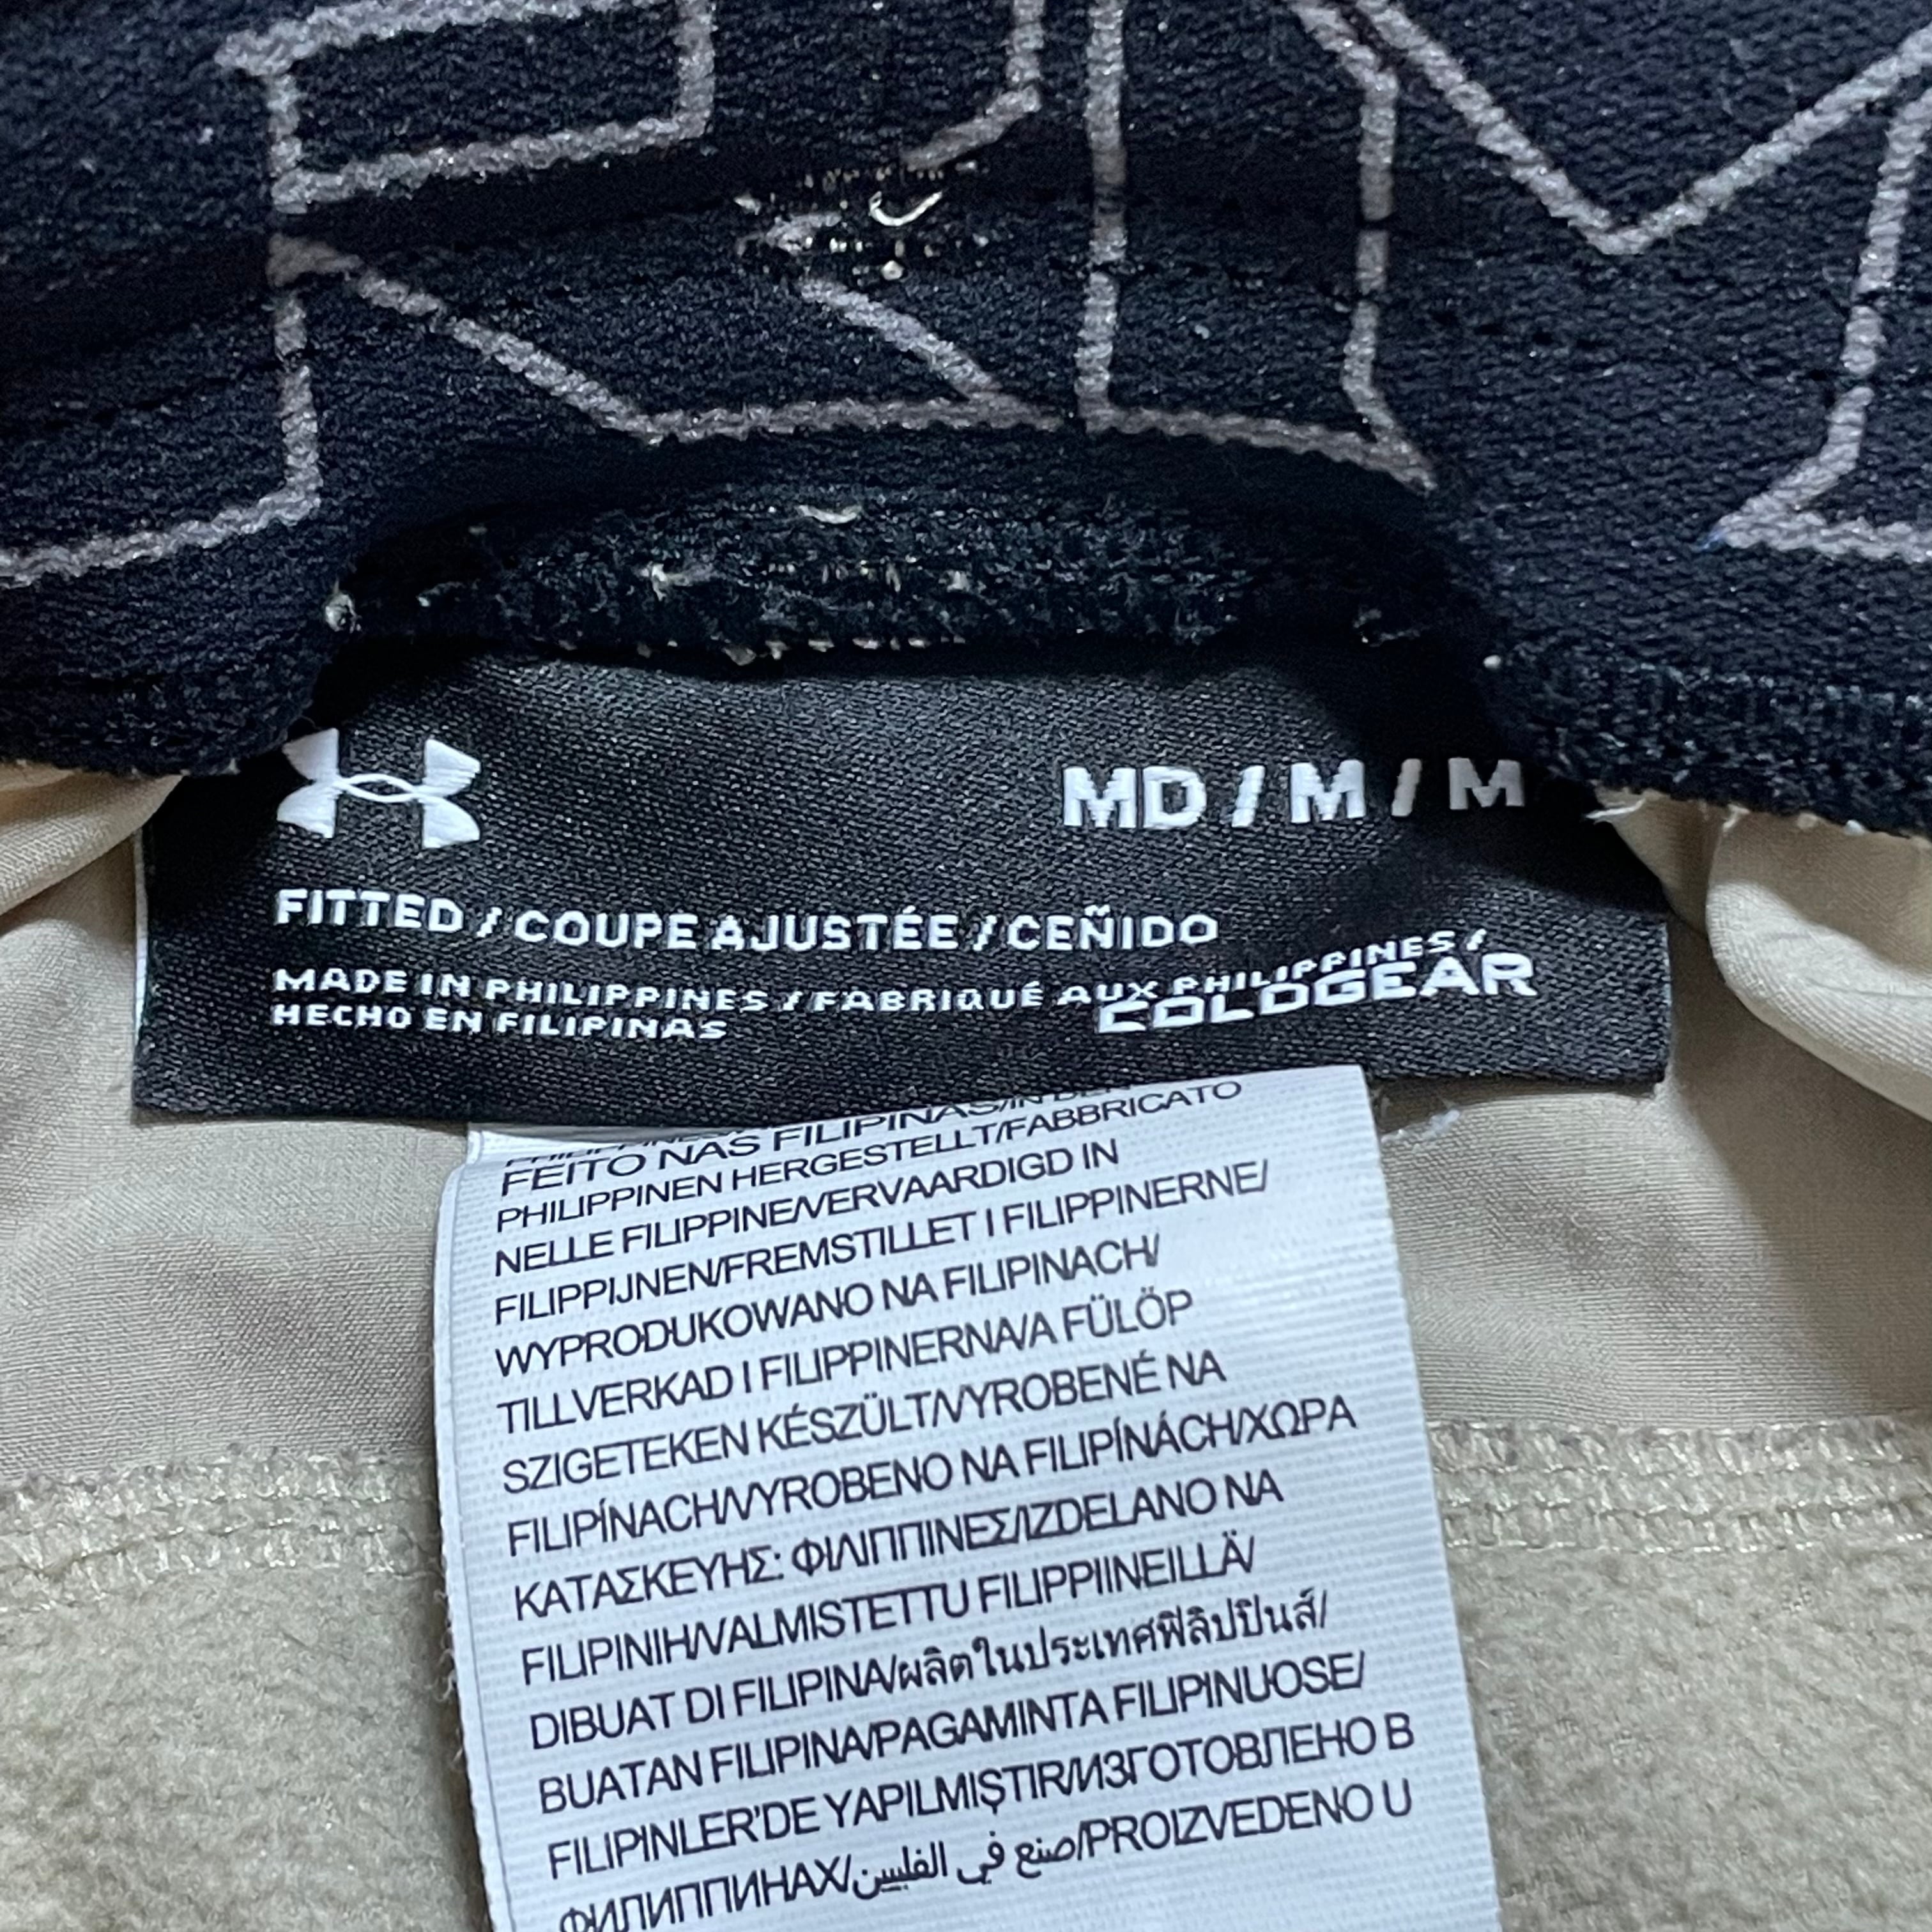 MD / M / M
FITTED / COUPE AJUSTÉE / CEÑIDO
MADE IN PHILIPPINES / FABRIQUÉ AUX PHILIPPINES /
HECHO EN FILIPINAS
COLDGEAR
FEITO NAS FILIPINAS/IN DEN
PHILIPPINEN HERGESTELLT/FABBRICATO
NELLE FILIPPINE/VERVAARDIGD IN
FILIPPIJNEN/FREMSTILLET I FILIPPINERNE/
WYPRODUKOWANO NA FILIPINACH/
TILLVERKAD I FILIPPINERNA/A FÜLÖP
SZIGETEKEN KÉSZÜLT/VYROBENÉ NA
FILIPÍNACH/VYROBENO NA FILIPÍNÁCH/ΧΩΡΑ
ΚΑΤΑΣΚΕΥΗΣ: ΦΙΛΙΠΠΙΝΕΣ/IZDELANO NA
FILIPINIH/VALMISTETTU FILIPPIINEILLÄ/
DIBUAT DI FILIPINA/ผลิตในประเทศฟิลิปปินส์/
BUATAN FILIPINA/PAGAMINTA FILIPINUOSE/
FILIPINLER'DE YAPILMIŞTIR/ИЗГОТОВЛЕНО В
ФИЛИППИНАХ/صنع في الفلبين/PROIZVEDENO U